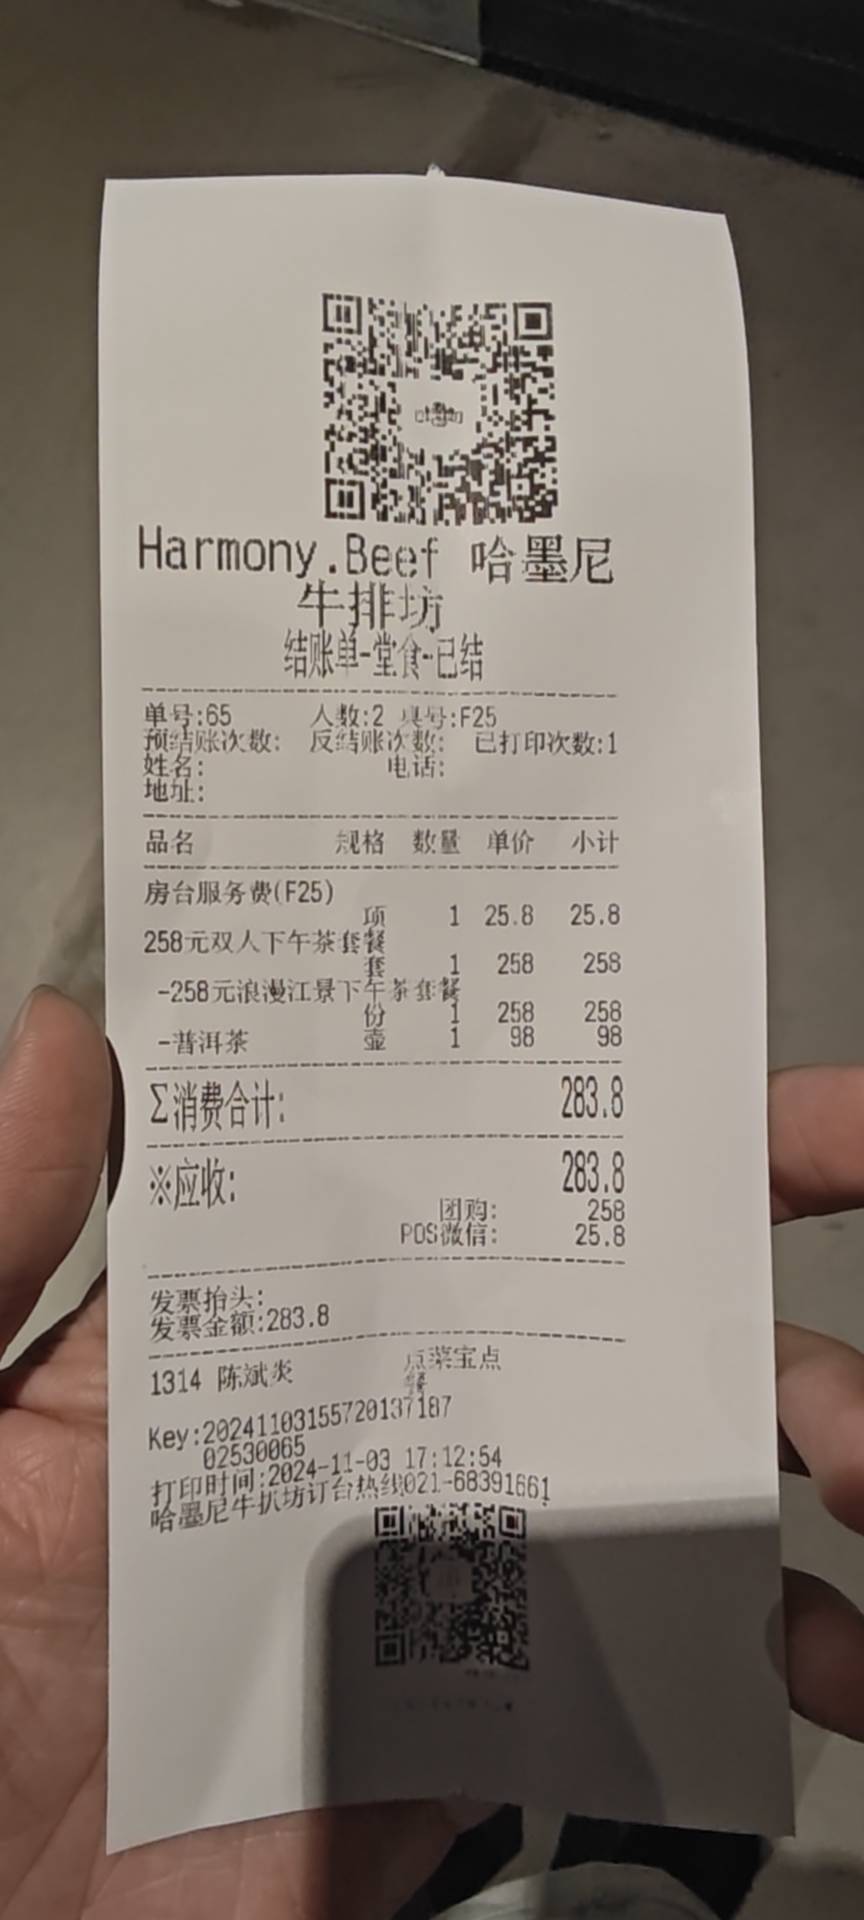 Harmony.Beef 哈墨尼
牛排坊
结账单-堂食-已结
单号:65 人数:2 桌号:F25
预结账次数: 反结账次数: 已打印次数:1
姓名: 电话:
地址:
品名 规格 数量 单价 小计
房台服务费(F25)
项 1 25.8 25.8
258元双人下午茶套餐
套 1 258 258
-258元浪漫江景下午茶套餐
份 1 258 258
-普洱茶 壶 1 98 98
Σ消费合计: 283.8
※应收: 283.8
团购: 258
POS微信: 25.8
发票抬头:
发票金额:283.8
1314 陈斌炎 点菜宝点
餐
Key:20241103155720137187
02530065
打印时间:2024-11-03 17:12:54
哈墨尼牛扒坊订台热线021-68391661